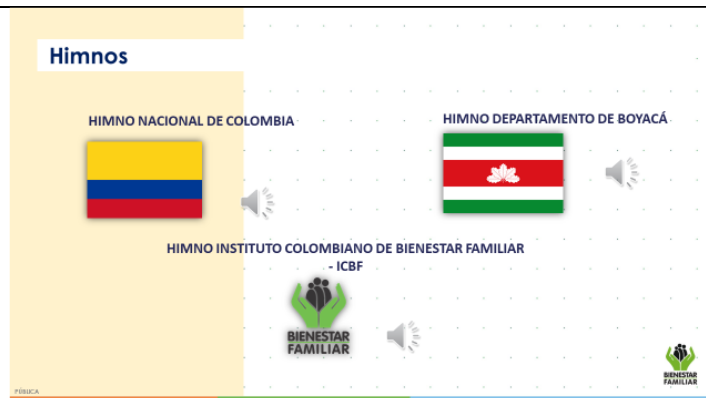 Himnos
HIMNO NACIONAL DE COLOMBIA
HIMNO DEPARTAMENTO DE BOYACÁ
HIMNO INSTITUTO COLOMBIANO DE BIENESTAR FAMILIAR
- ICBF
BIENESTAR
FAMILIAR
BIENESTAR
FAMILIAR
PÚBLICA